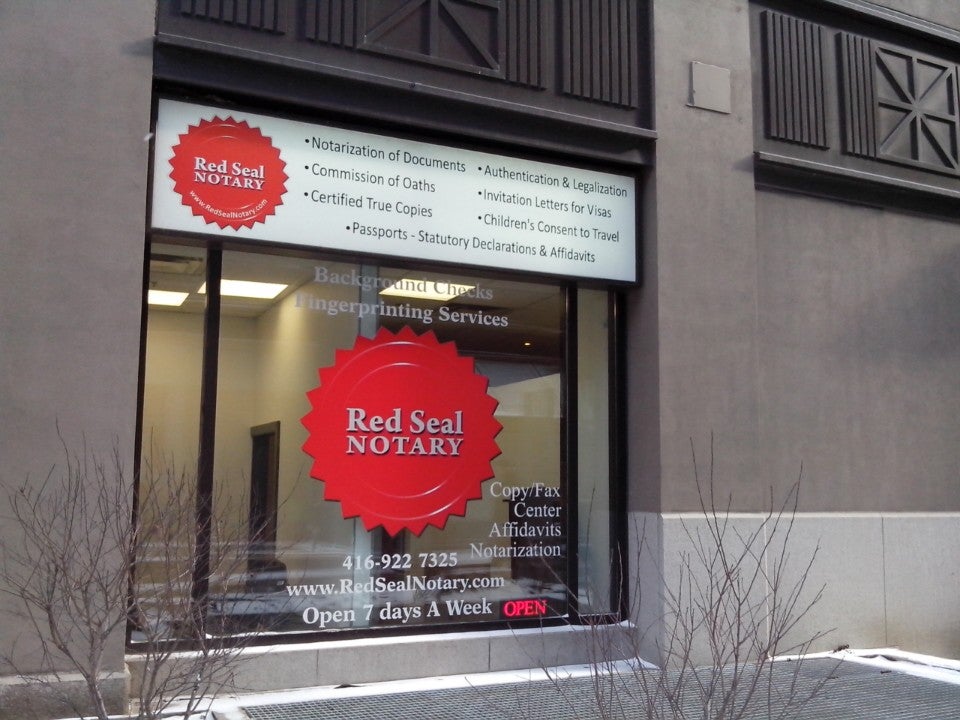 Red Seal
NOTARY
www.RedSealNotary.com
•Notarization of Documents
•Commission of Oaths
•Certified True Copies
•Authentication & Legalization
•Invitation Letters for Visas
•Children's Consent to Travel
•Passports - Statutory Declarations & Affidavits
Background Checks
Fingerprinting Services
Red Seal
NOTARY
Copy/Fax
Center
Affidavits
Notarization
416-922 7325
www.RedSealNotary.com
Open 7 days A Week OPEN